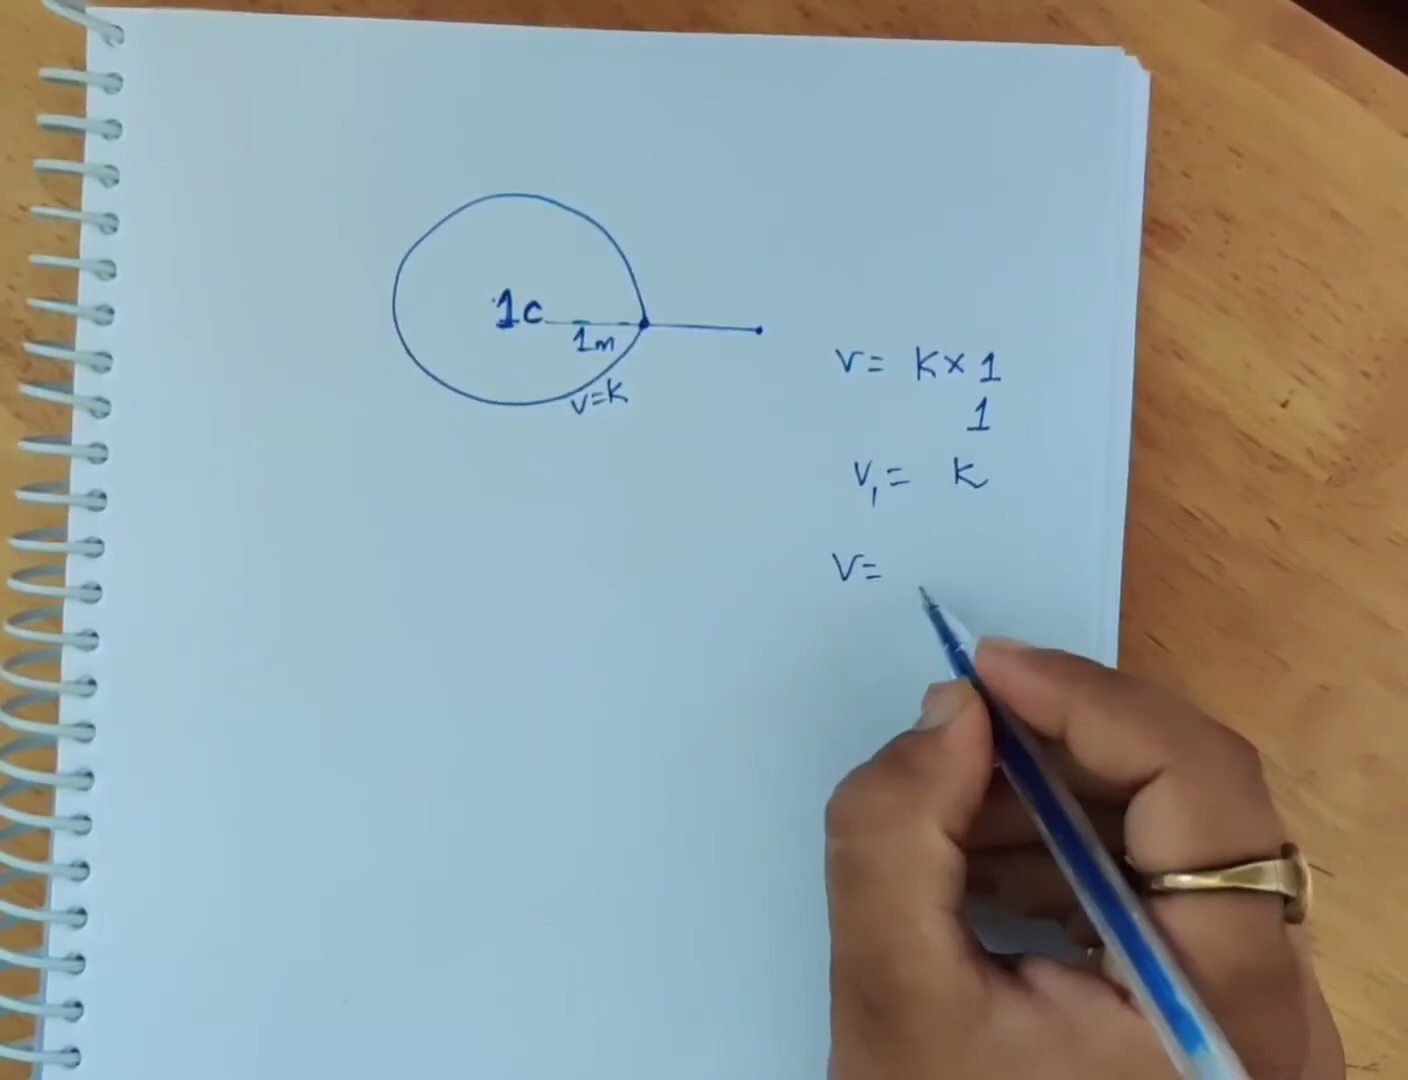 1c
1m
v=k
v= k×1
1
v₁= k
v=